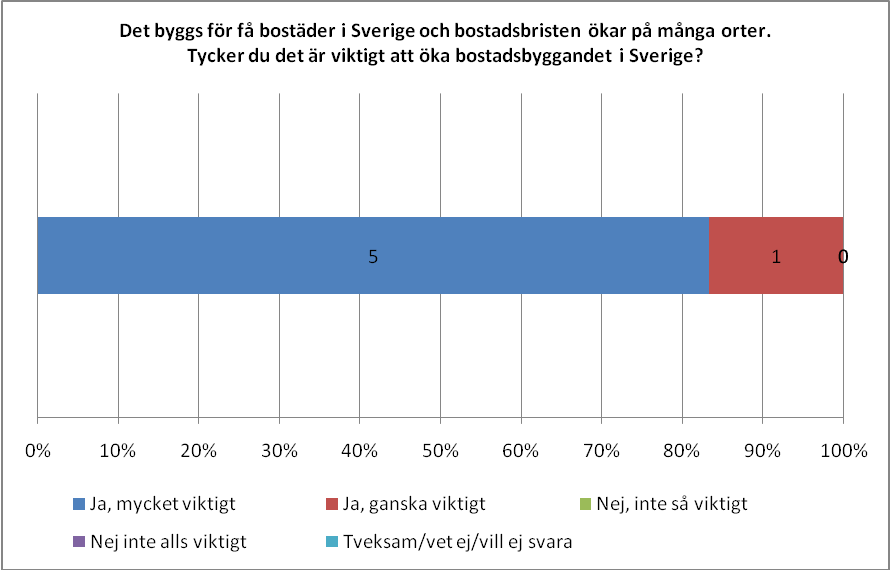 Det byggs för få bostäder i Sverige och bostadsbristen ökar på många orter.
Tycker du det är viktigt att öka bostadsbyggandet i Sverige?
5 1 0
0% 10% 20% 30% 40% 50% 60% 70% 80% 90% 100%
Ja, mycket viktigt Ja, ganska viktigt Nej, inte så viktigt
Nej inte alls viktigt Tveksam/vet ej/vill ej svara